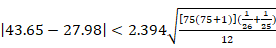 |43.65 − 27.98| < 2.394√([75(75+1)](1/26+1/25)/12)